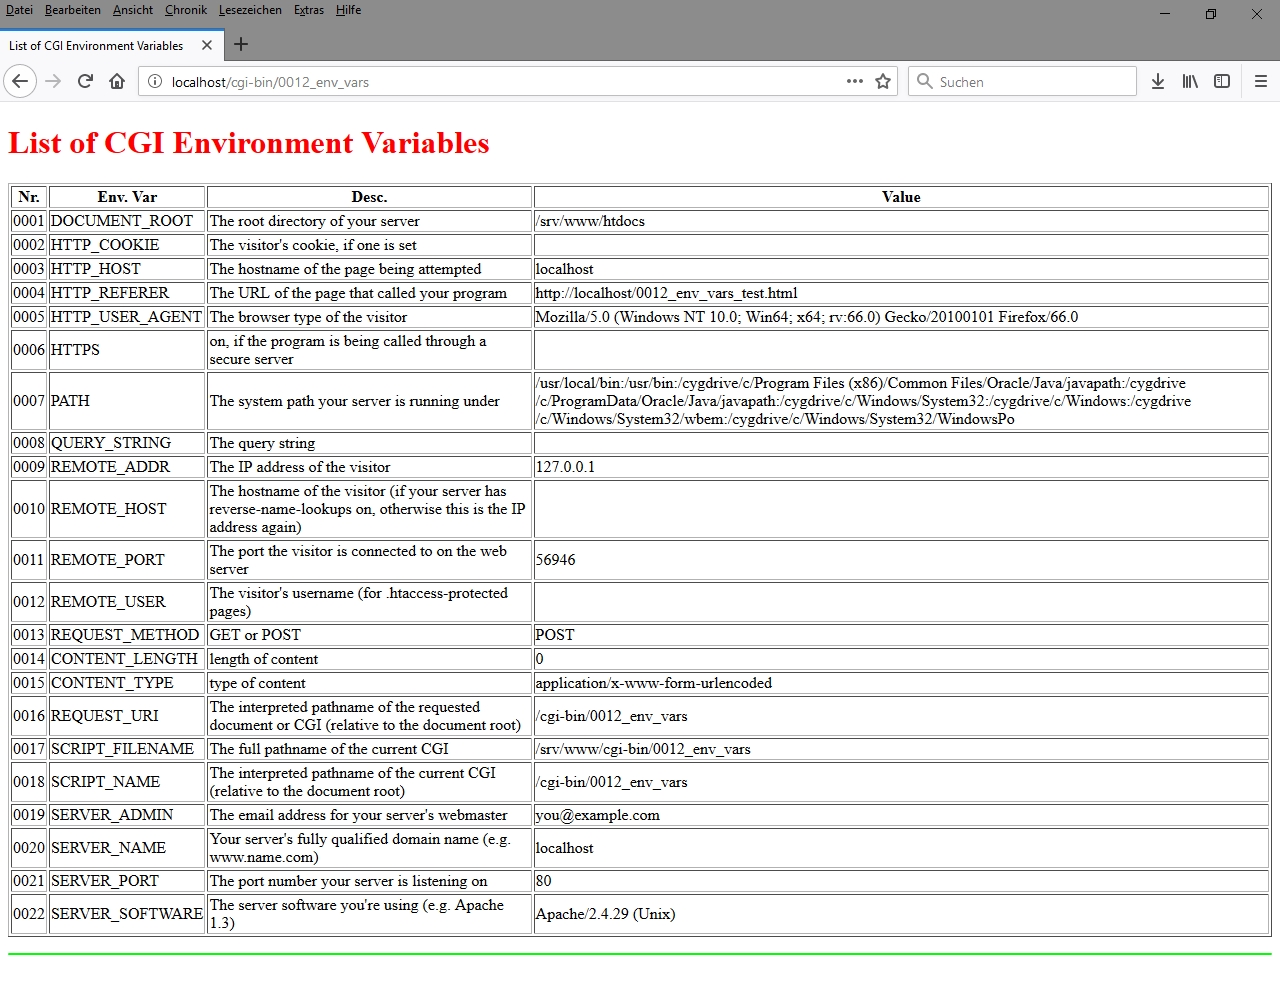 Datei Bearbeiten Ansicht Chronik Lesezeichen Extras Hilfe
List of CGI Environment Variables
localhost/cgi-bin/0012_env_vars
Suchen
List of CGI Environment Variables
Nr. Env. Var Desc. Value
0001 DOCUMENT_ROOT The root directory of your server /srv/www/htdocs
0002 HTTP_COOKIE The visitor's cookie, if one is set
0003 HTTP_HOST The hostname of the page being attempted localhost
0004 HTTP_REFERER The URL of the page that called your program http://localhost/0012_env_vars_test.html
0005 HTTP_USER_AGENT The browser type of the visitor Mozilla/5.0 (Windows NT 10.0; Win64; x64; rv:66.0) Gecko/20100101 Firefox/66.0
0006 HTTPS on, if the program is being called through a
secure server
0007 PATH The system path your server is running under /usr/local/bin:/usr/bin:/cygdrive/c/Program Files (x86)/Common Files/Oracle/Java/javapath:/cygdrive
/c/ProgramData/Oracle/Java/javapath:/cygdrive/c/Windows/System32:/cygdrive/c/Windows:/cygdrive
/c/Windows/System32/wbem:/cygdrive/c/Windows/System32/WindowsPo
0008 QUERY_STRING The query string
0009 REMOTE_ADDR The IP address of the visitor 127.0.0.1
0010 REMOTE_HOST The hostname of the visitor (if your server has
reverse-name-lookups on, otherwise this is the IP
address again)
0011 REMOTE_PORT The port the visitor is connected to on the web
server 56946
0012 REMOTE_USER The visitor's username (for .htaccess-protected
pages)
0013 REQUEST_METHOD GET or POST POST
0014 CONTENT_LENGTH length of content 0
0015 CONTENT_TYPE type of content application/x-www-form-urlencoded
0016 REQUEST_URI The interpreted pathname of the requested
document or CGI (relative to the document root) /cgi-bin/0012_env_vars
0017 SCRIPT_FILENAME The full pathname of the current CGI /srv/www/cgi-bin/0012_env_vars
0018 SCRIPT_NAME The interpreted pathname of the current CGI
(relative to the document root) /cgi-bin/0012_env_vars
0019 SERVER_ADMIN The email address for your server's webmaster you@example.com
0020 SERVER_NAME Your server's fully qualified domain name (e.g.
www.name.com) localhost
0021 SERVER_PORT The port number your server is listening on 80
0022 SERVER_SOFTWARE The server software you're using (e.g. Apache
1.3) Apache/2.4.29 (Unix)